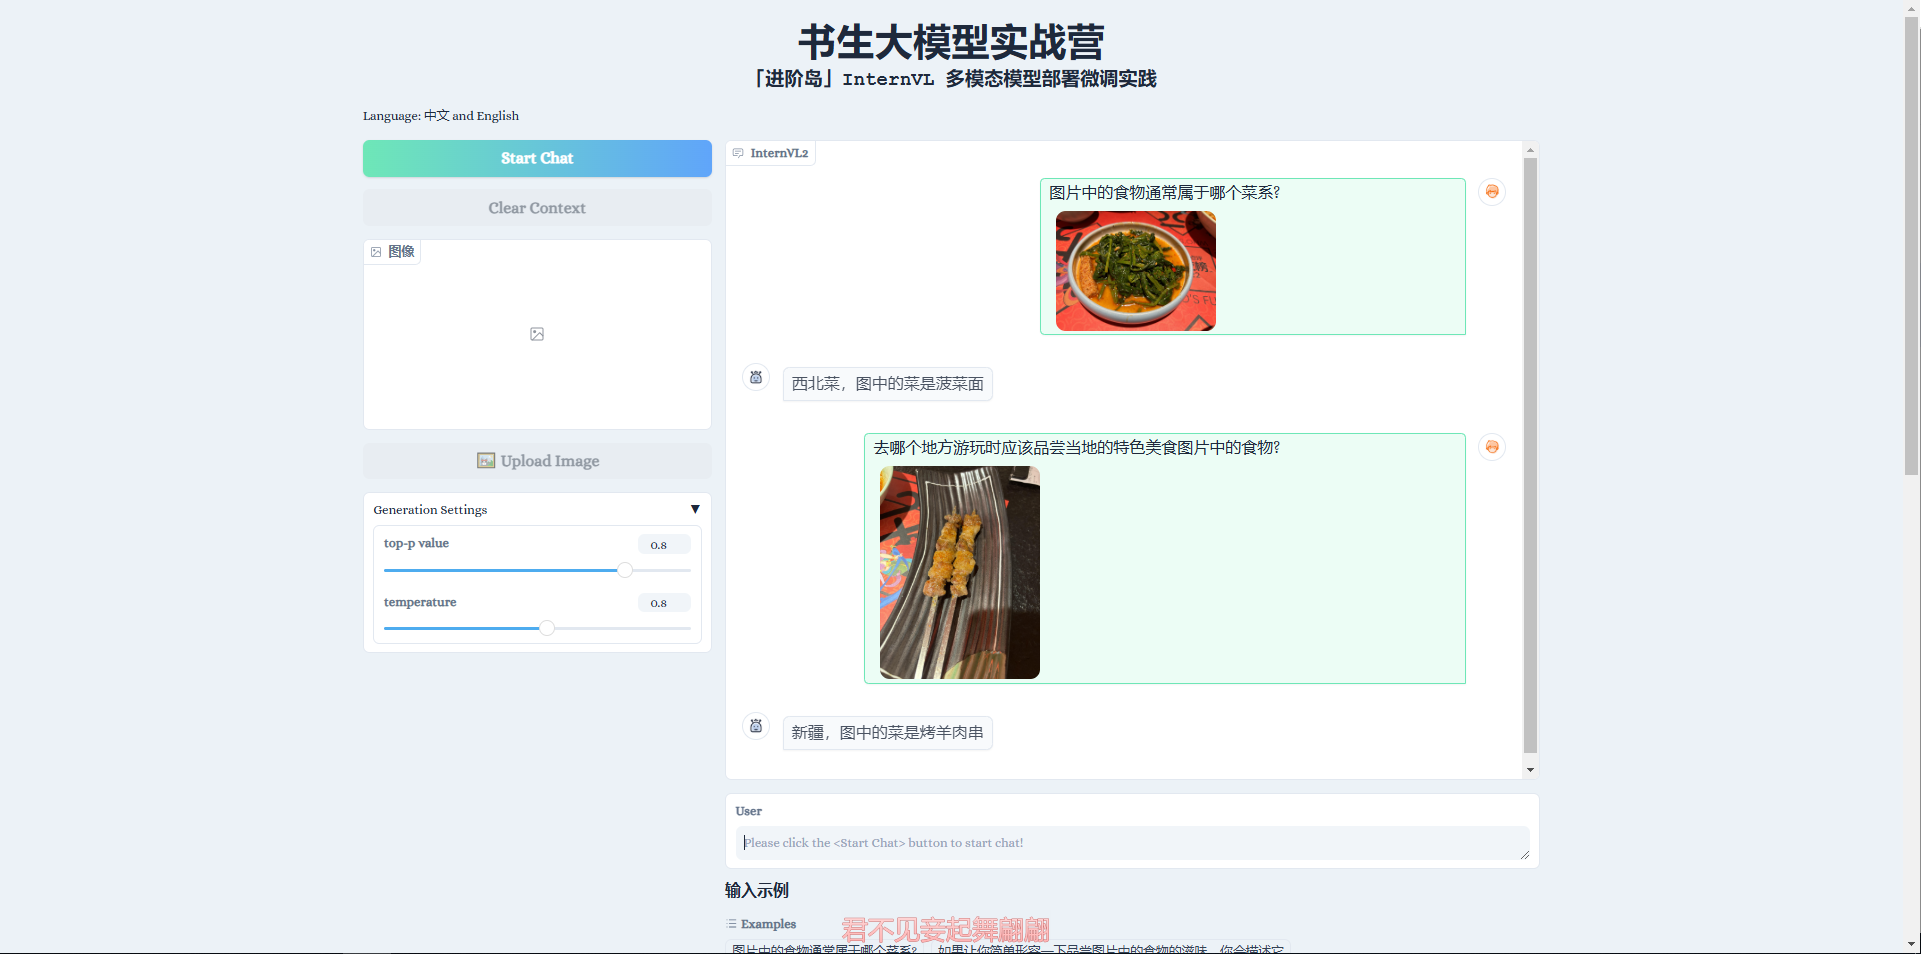 书生大模型实战营
「进阶岛」InternVL 多模态模型部署微调实践
Language: 中文 and English
Start Chat
Clear Context
图像
Upload Image
Generation Settings
top-p value
0.8
temperature
0.8
InternVL2
图片中的食物通常属于哪个菜系?
西北菜，图中的菜是菠菜面
去哪个地方游玩时应该品尝当地的特色美食图片中的食物?
新疆，图中的菜是烤羊肉串
User
Please click the <Start Chat> button to start chat!
输入示例
Examples
君不见妾起舞翩翩
图片中的食物通常属于哪个菜系?
如果让你简单形容一下品尝图片中的食物的滋味，你会描述它